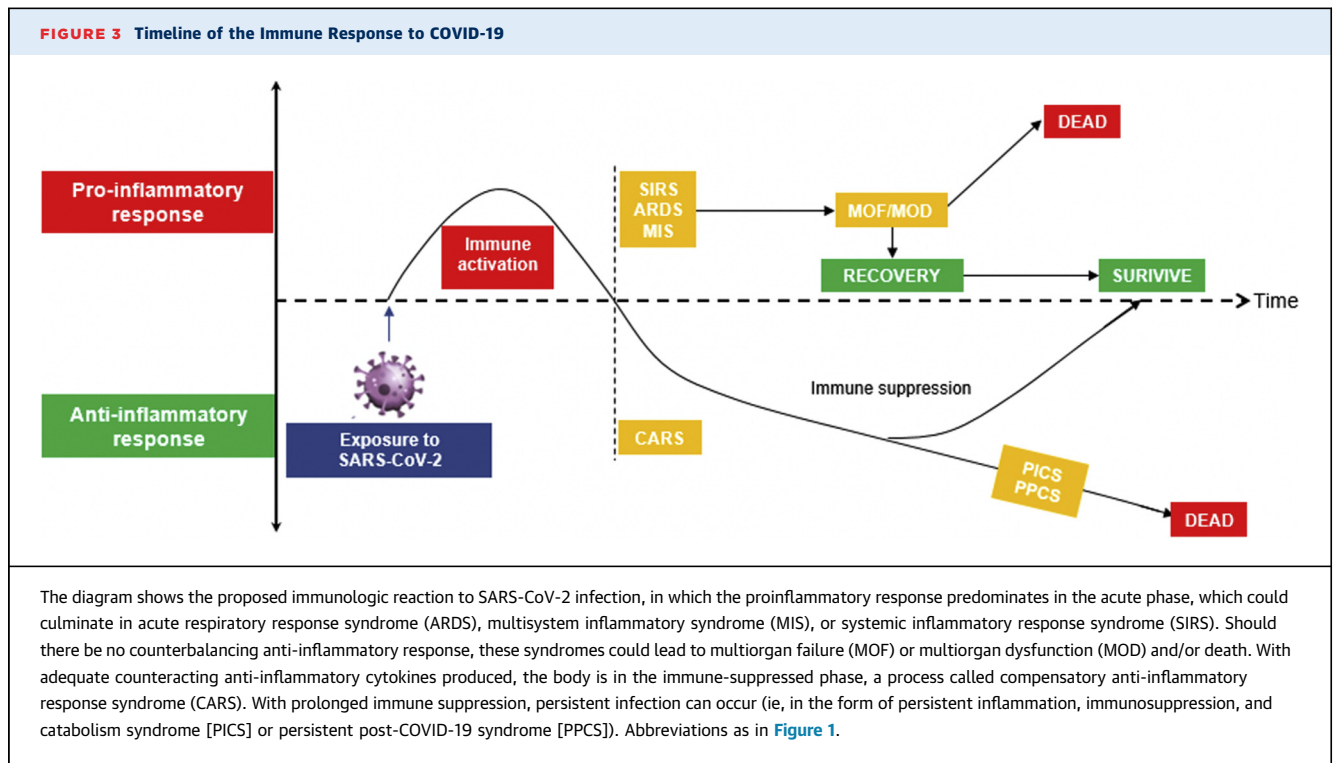 FIGURE 3 Timeline of the Immune Response to COVID-19
Pro-inflammatory
response
Anti-inflammatory
response
Immune
activation
Exposure to
SARS-CoV-2
SIRS
ARDS
MIS
MOF/MOD
DEAD
RECOVERY
SURIVIVE
Time
CARS
Immune suppression
PICS
PPCS
DEAD
The diagram shows the proposed immunologic reaction to SARS-CoV-2 infection, in which the proinflammatory response predominates in the acute phase, which could
culminate in acute respiratory response syndrome (ARDS), multisystem inflammatory syndrome (MIS), or systemic inflammatory response syndrome (SIRS). Should
there be no counterbalancing anti-inflammatory response, these syndromes could lead to multiorgan failure (MOF) or multiorgan dysfunction (MOD) and/or death. With
adequate counteracting anti-inflammatory cytokines produced, the body is in the immune-suppressed phase, a process called compensatory anti-inflammatory
response syndrome (CARS). With prolonged immune suppression, persistent infection can occur (ie, in the form of persistent inflammation, immunosuppression, and
catabolism syndrome [PICS] or persistent post-COVID-19 syndrome [PPCS]). Abbreviations as in Figure 1.